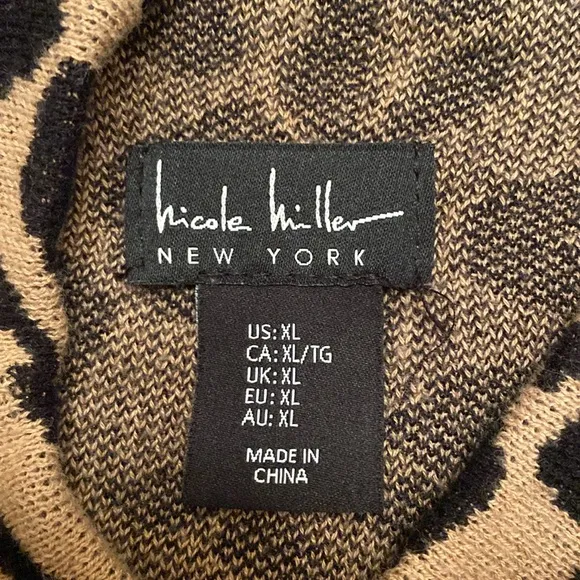 nicole miller
NEW YORK
US: XL
CA: XL/TG
UK: XL
EU: XL
AU: XL
MADE IN
CHINA